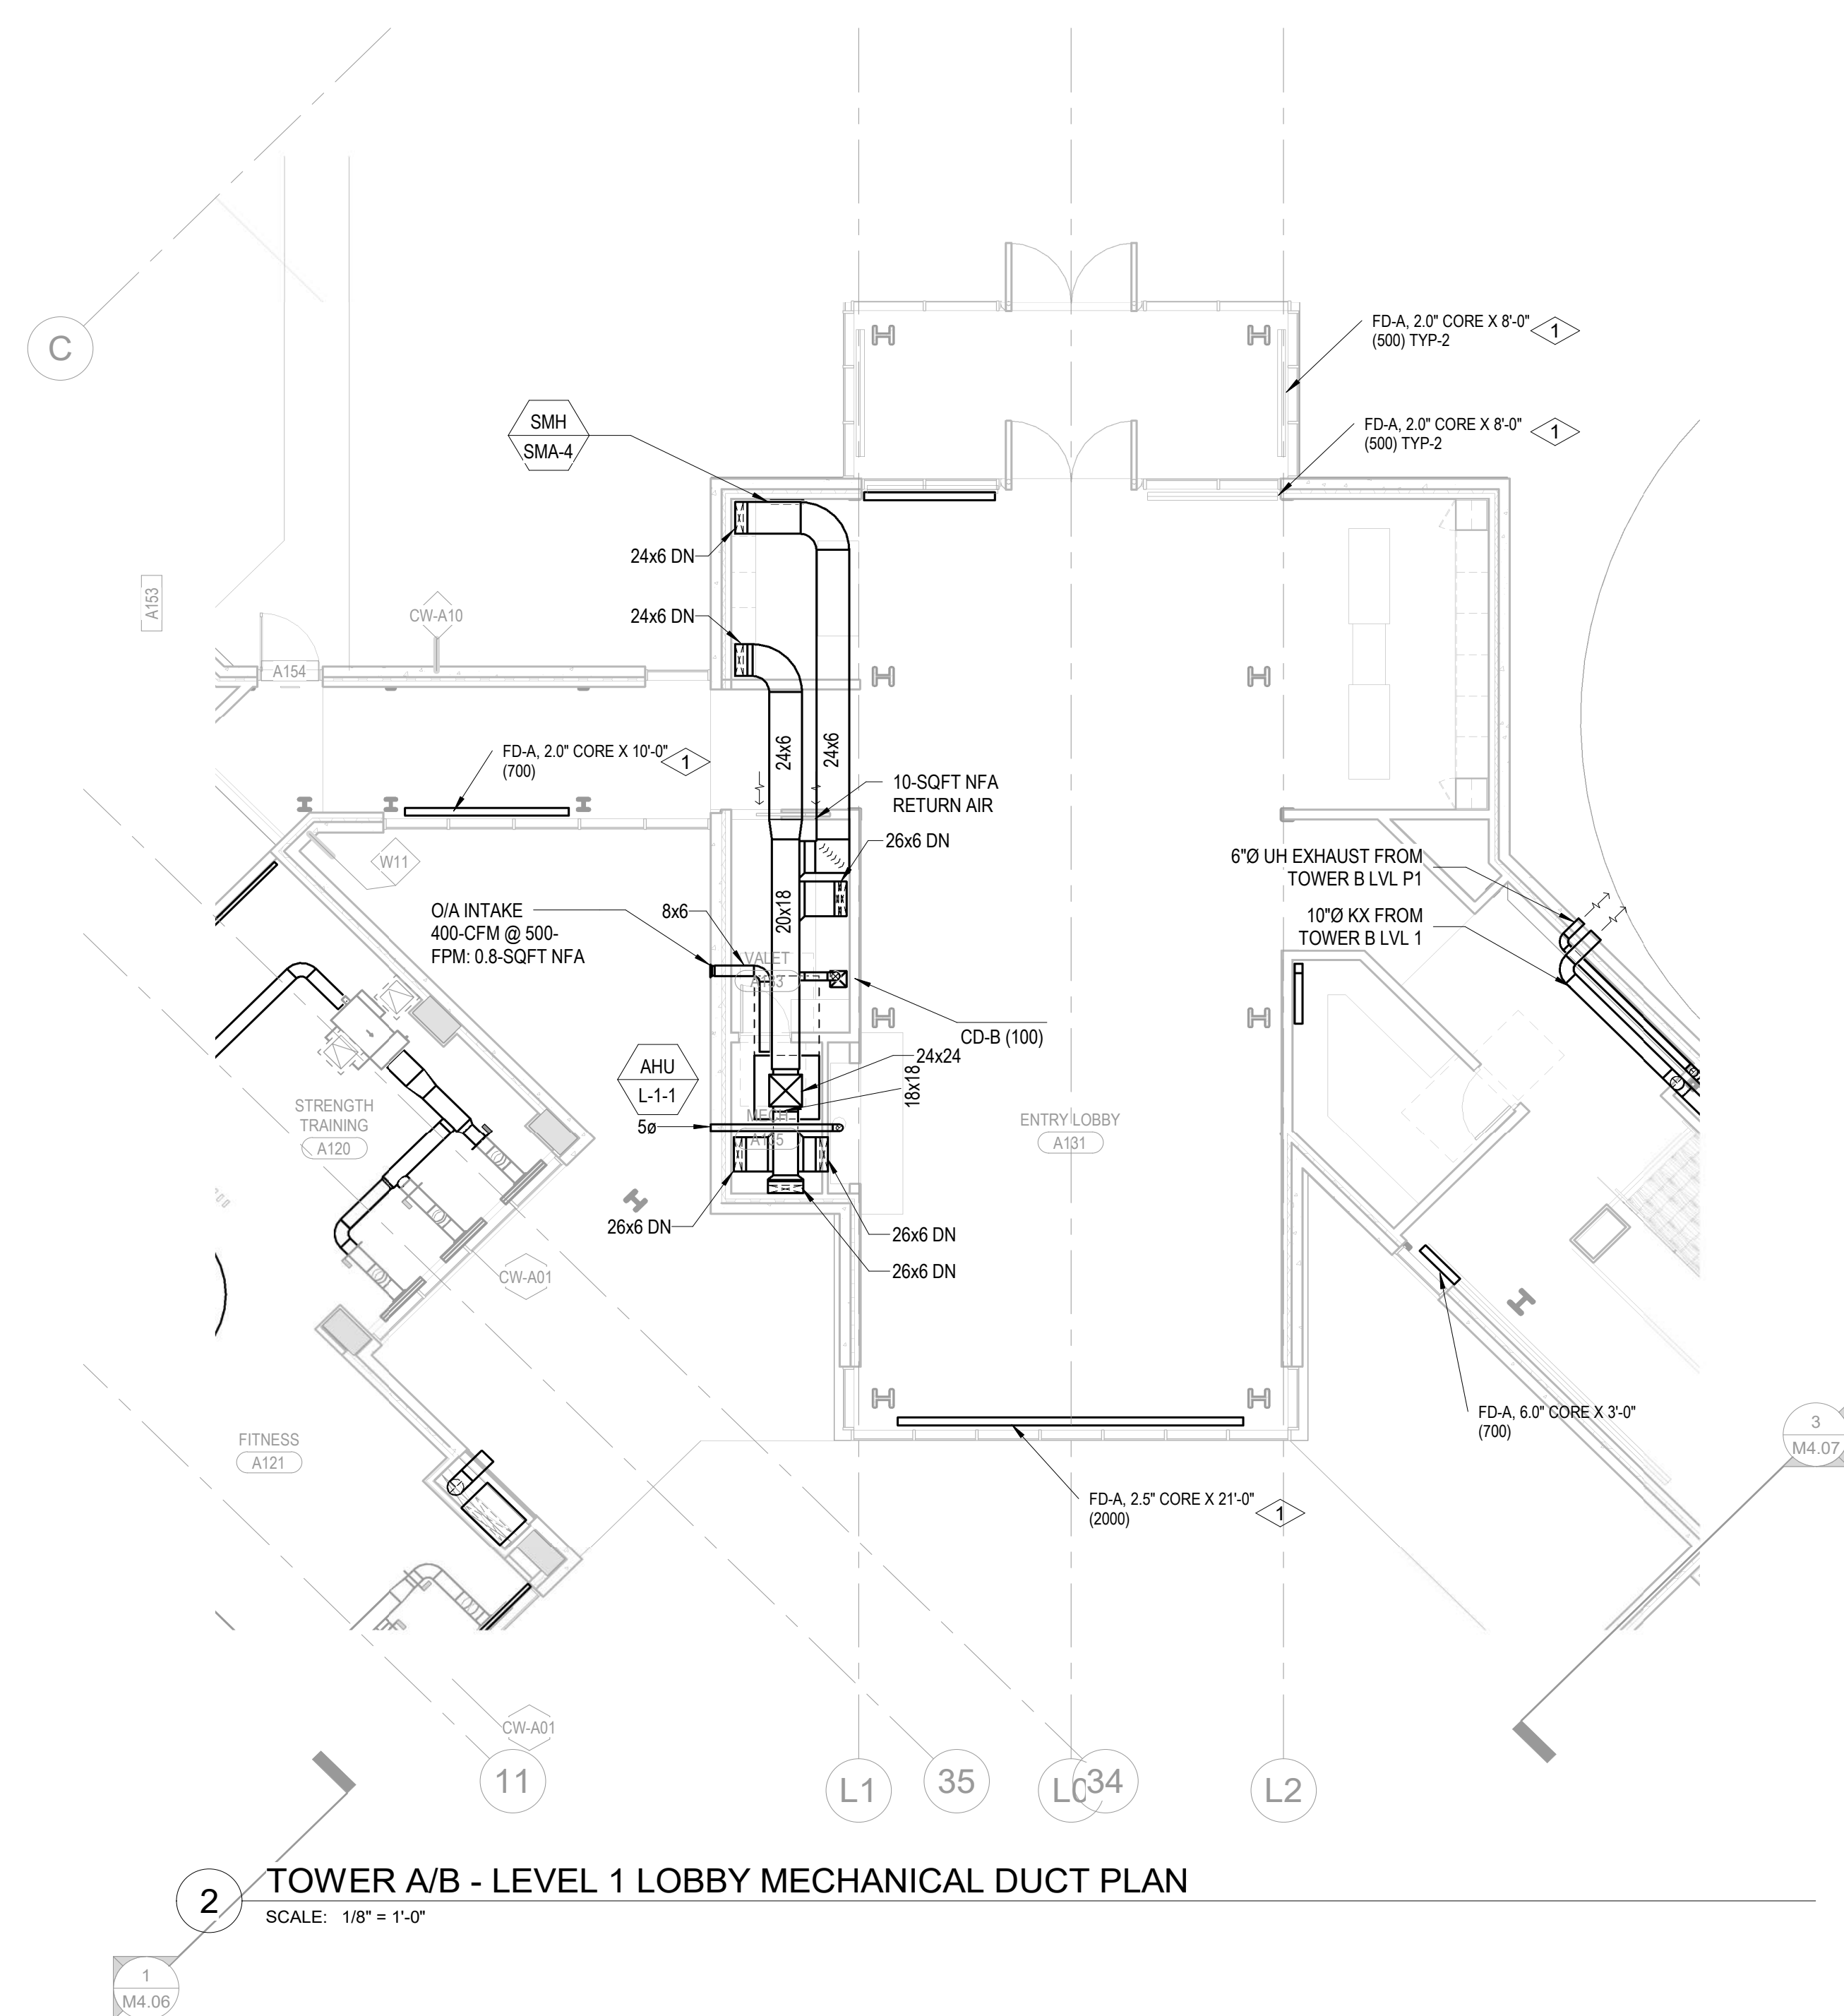 C
FD-A, 2.0" CORE X 8'-0"
(500) TYP-2
1
SMH
SMA-4
FD-A, 2.0" CORE X 8'-0"
(500) TYP-2
1
24x6 DN
A153
CW-A10
24x6 DN
A154
FD-A, 2.0" CORE X 10'-0"
(700)
1
24x6
24x6
10-SQFT NFA
RETURN AIR
26x6 DN
W11
6"Ø UH EXHAUST FROM
TOWER B LVL P1
10"Ø KX FROM
TOWER B LVL 1
O/A INTAKE
400-CFM @ 500-
FPM: 0.8-SQFT NFA
8x6
20x18
VALET
CD-B (100)
24x24
18x18
AHU
L-1-1
MECH
5ø
STRENGTH
TRAINING
A120
ENTRY LOBBY
A131
26x6 DN
26x6 DN
26x6 DN
CW-A01
FD-A, 6.0" CORE X 3'-0"
(700)
3
M4.07
FITNESS
A121
FD-A, 2.5" CORE X 21'-0"
(2000)
1
CW-A01
11
L1
35
L0
34
L2
2
TOWER A/B - LEVEL 1 LOBBY MECHANICAL DUCT PLAN
SCALE: 1/8" = 1'-0"
1
M4.06